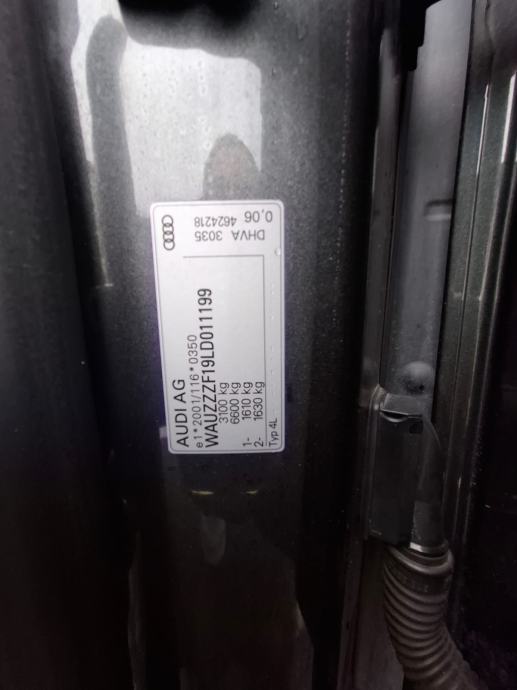 AUDI AG
e1*2001/116*0350
WAUZZZF19LD011199
3100 kg
6600 kg
1- 1610 kg
2- 1630 kg
Typ 4L
DHVA 3035
0,06 4624218